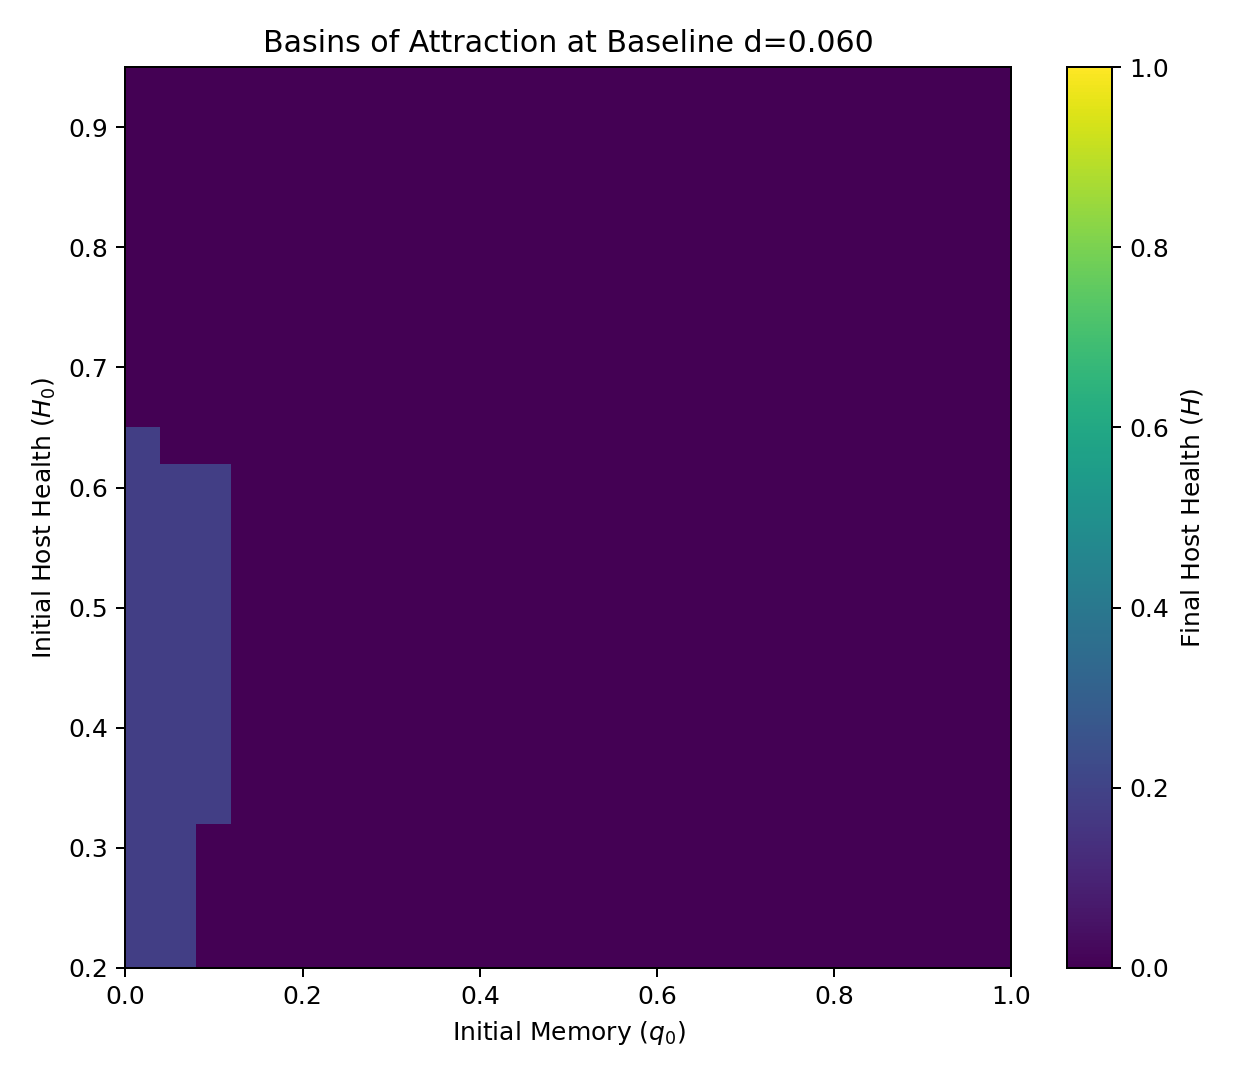 Basins of Attraction at Baseline d=0.060
Initial Host Health (H₀)
0.9
0.8
0.7
0.6
0.5
0.4
0.3
0.2
0.0 0.2 0.4 0.6 0.8 1.0
Initial Memory (q₀)
1.0
0.8
0.6
0.4
0.2
0.0
Final Host Health (H)